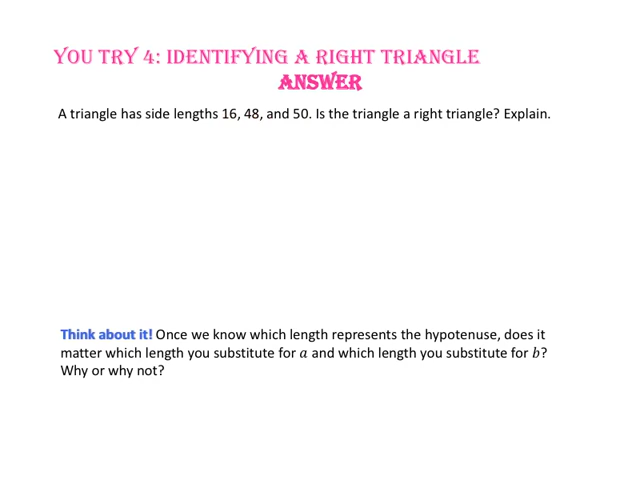 YOU TRY 4: IDENTIFYING A RIGHT TRIANGLE
ANSWER
A triangle has side lengths 16, 48, and 50. Is the triangle a right triangle? Explain.
Think about it! Once we know which length represents the hypotenuse, does it
matter which length you substitute for 𝑎 and which length you substitute for 𝑏?
Why or why not?